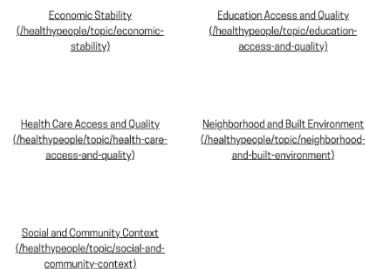 Economic Stability
(/healthypeople/topic/economic-
stability)
Education Access and Quality
(/healthypeople/topic/education-
access-and-quality)
Health Care Access and Quality
(/healthypeople/topic/health-care-
access-and-quality)
Neighborhood and Built Environment
(/healthypeople/topic/neighborhood-
and-built-environment)
Social and Community Context
(/healthypeople/topic/social-and-
community-context)